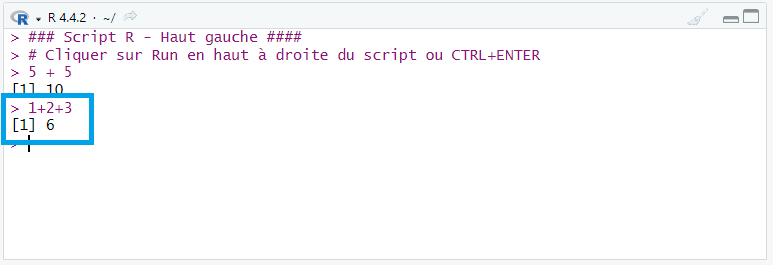 R R 4.4.2 · ~/
> ### Script R - Haut gauche ####
> # Cliquer sur Run en haut à droite du script ou CTRL+ENTER
> 5 + 5
[1] 10
> 1+2+3
[1] 6
>